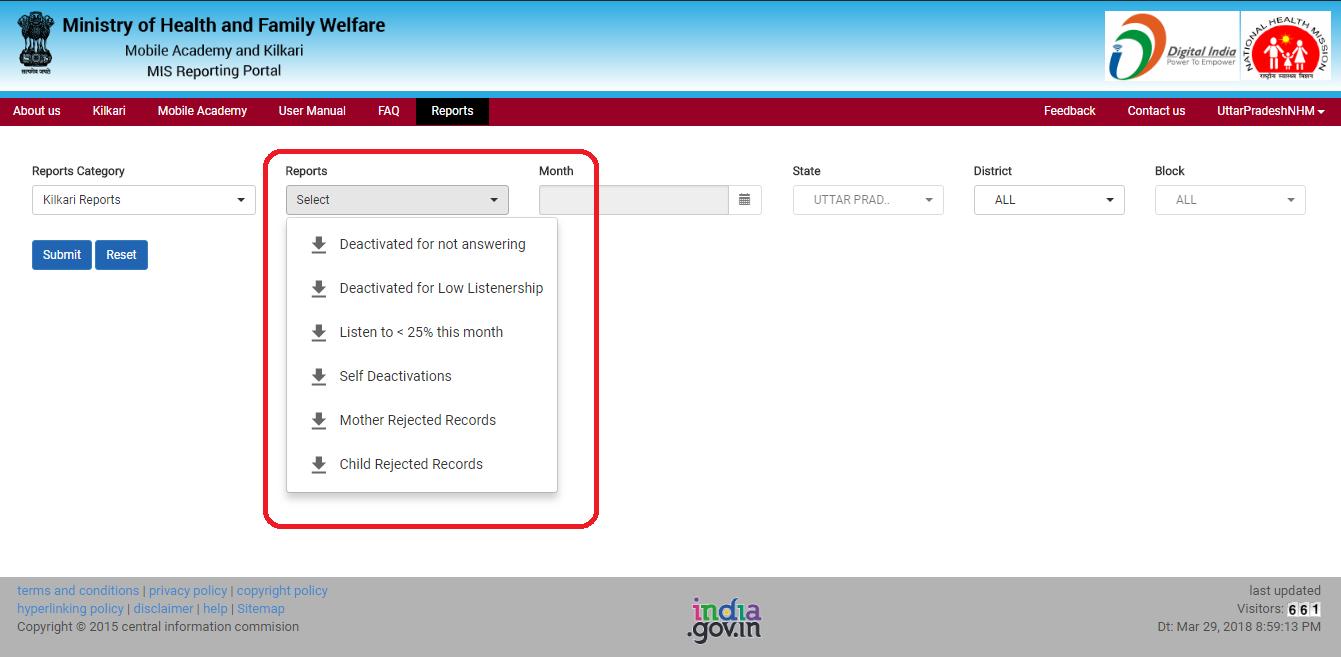 Ministry of Health and Family Welfare
Mobile Academy and Kilkari
MIS Reporting Portal
सत्यमेव जयते
Digital India
Power To Empower
NATIONAL HEALTH MISSION
राष्ट्रीय स्वास्थ्य मिशन
About us Kilkari Mobile Academy User Manual FAQ Reports Feedback Contact us UttarPradeshNHM
Reports Category Reports Month State District Block
Kilkari Reports Select UTTAR PRAD.. ALL ALL
Submit Reset
Deactivated for not answering
Deactivated for Low Listenership
Listen to < 25% this month
Self Deactivations
Mother Rejected Records
Child Rejected Records
terms and conditions | privacy policy | copyright policy
hyperlinking policy | disclaimer | help | Sitemap
Copyright © 2015 central information commision
india
.gov.in
last updated
Visitors: 661
Dt: Mar 29, 2018 8:59:13 PM